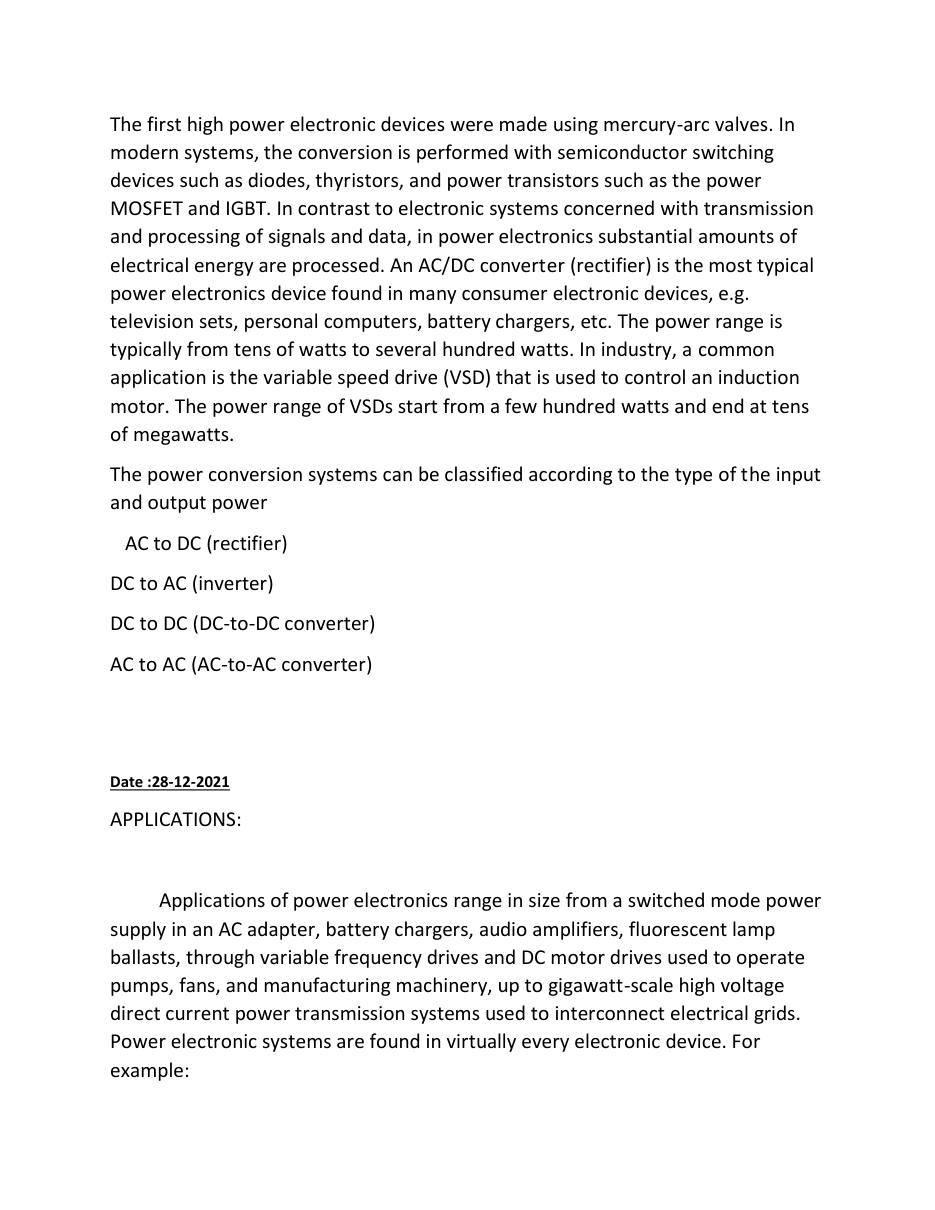 The first high power electronic devices were made using mercury-arc valves. In
modern systems, the conversion is performed with semiconductor switching
devices such as diodes, thyristors, and power transistors such as the power
MOSFET and IGBT. In contrast to electronic systems concerned with transmission
and processing of signals and data, in power electronics substantial amounts of
electrical energy are processed. An AC/DC converter (rectifier) is the most typical
power electronics device found in many consumer electronic devices, e.g.
television sets, personal computers, battery chargers, etc. The power range is
typically from tens of watts to several hundred watts. In industry, a common
application is the variable speed drive (VSD) that is used to control an induction
motor. The power range of VSDs start from a few hundred watts and end at tens
of megawatts.
The power conversion systems can be classified according to the type of the input
and output power
AC to DC (rectifier)
DC to AC (inverter)
DC to DC (DC-to-DC converter)
AC to AC (AC-to-AC converter)
Date :28-12-2021
APPLICATIONS:
Applications of power electronics range in size from a switched mode power
supply in an AC adapter, battery chargers, audio amplifiers, fluorescent lamp
ballasts, through variable frequency drives and DC motor drives used to operate
pumps, fans, and manufacturing machinery, up to gigawatt-scale high voltage
direct current power transmission systems used to interconnect electrical grids.
Power electronic systems are found in virtually every electronic device. For
example: